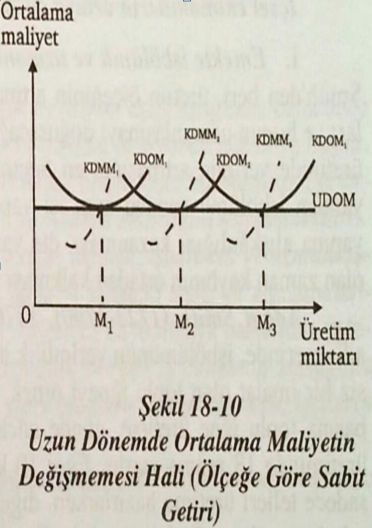 Ortalama
maliyet
KDMM₁ KDOM₁ KDMM₂ KDOM₂ KDMM₃ KDOM₃
UDOM
0
M₁ M₂ M₃
Üretim
miktarı
Şekil 18-10
Uzun Dönemde Ortalama Maliyetin
Değişmemesi Hali (Ölçeğe Göre Sabit
Getiri)